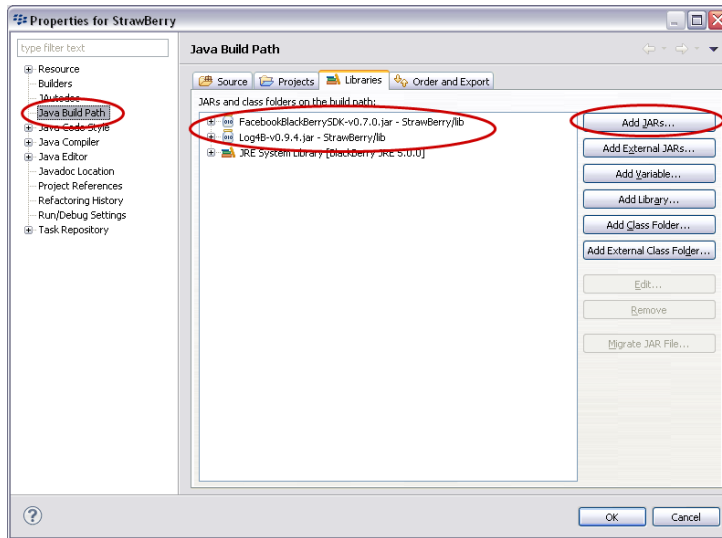 Properties for StrawBerry
type filter text
Java Build Path
Resource
Builders
JAutodoc
Java Build Path
Java Code Style
Java Compiler
Java Editor
Javadoc Location
Project References
Refactoring History
Run/Debug Settings
Task Repository
Source Projects Libraries Order and Export
JARs and class folders on the build path:
FacebookBlackBerrySDK-v0.7.0.jar - StrawBerry/lib
Log4B-v0.9.4.jar - StrawBerry/lib
JRE System Library [BlackBerry JRE 5.0.0]
Add JARs...
Add External JARs...
Add Variable...
Add Library...
Add Class Folder...
Add External Class Folder...
Edit...
Remove
Migrate JAR File...
OK Cancel